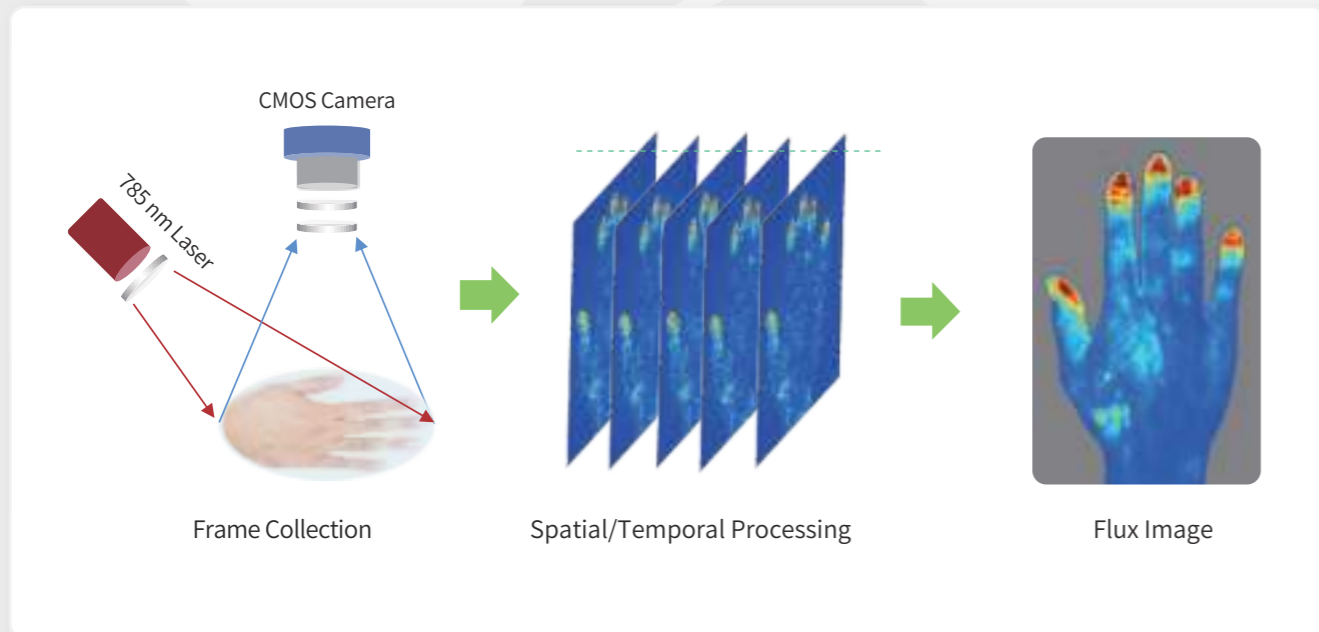 CMOS Camera
785 nm Laser
Frame Collection
Spatial/Temporal Processing
Flux Image